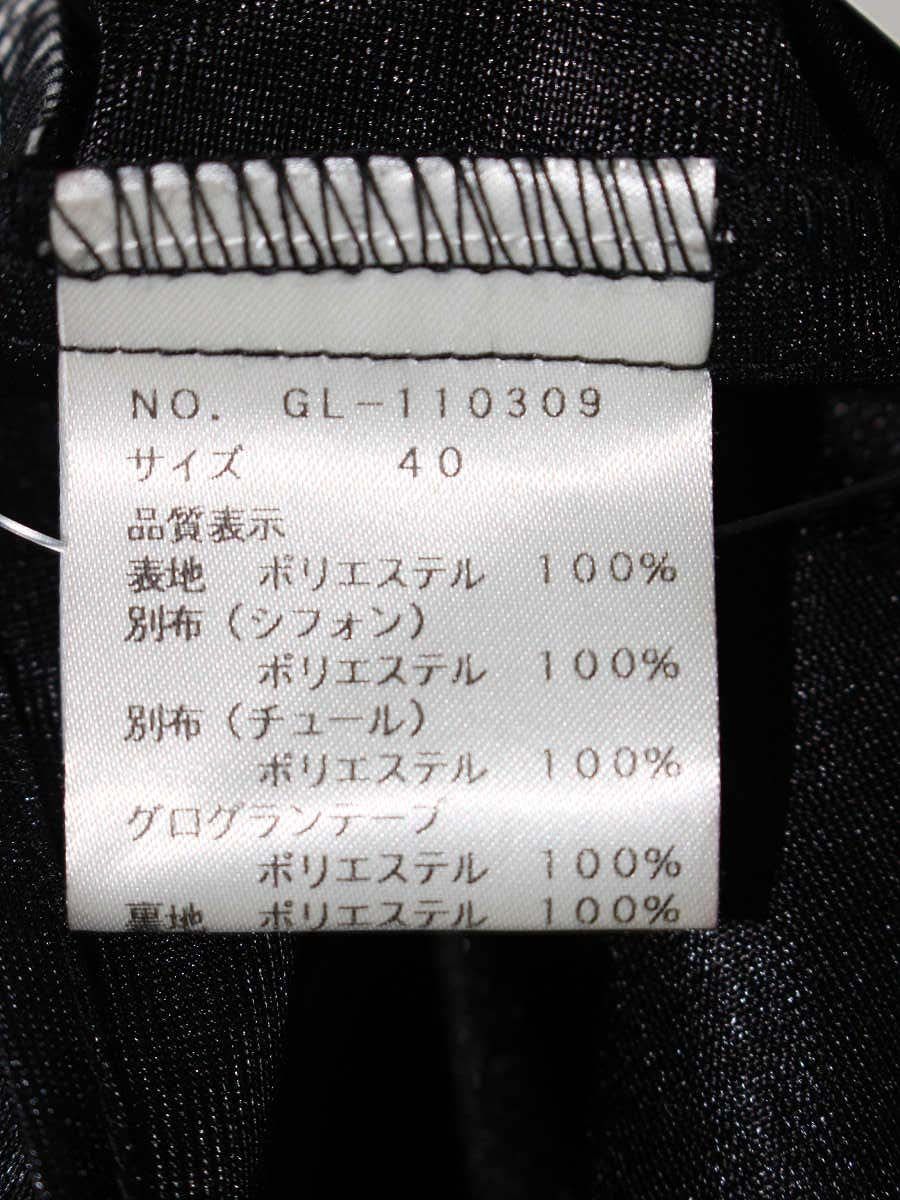 NO. GL-110309
サイズ 40
品質表示
表地 ポリエステル 100%
別布(シフォン)
ポリエステル 100%
別布(チュール)
ポリエステル 100%
グログランテープ
ポリエステル 100%
裏地 ポリエステル 100%